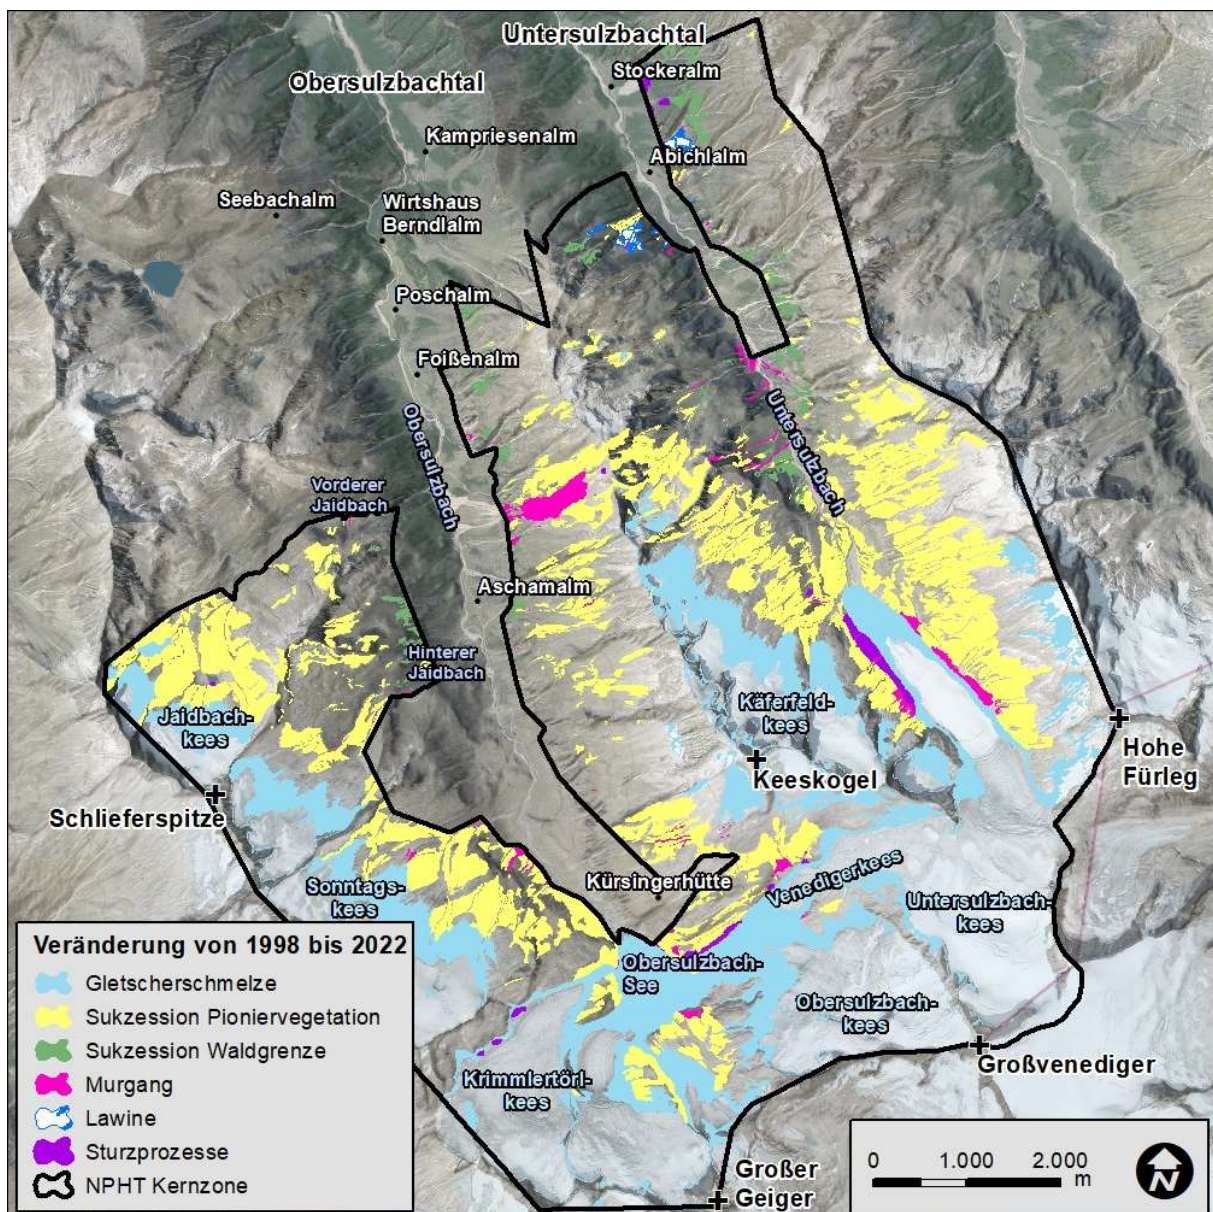 Untersulzbachtal
Obersulzbachtal
Stockeralm
Kampriesenalm
Abichlalm
Seebachalm
Wirtshaus
Berndlalm
Poschalm
Foißenalm
Obersulzbach
Untersulzbach
Vorderer
Jaidbach
Aschamalm
Hinterer
Jaidbach
Jaidbach-
kees
Käferfeld-
kees
Hohe
Fürleg
Keeskogel
Schlieferspitze
Kürsingerhütte
Venedigerkees
Sonntags-
kees
Untersulzbach-
kees
Obersulzbach-
See
Obersulzbach-
kees
Großvenediger
Krimmlertörl-
kees
Großer
Geiger
Veränderung von 1998 bis 2022
Gletscherschmelze
Sukzession Pioniervegetation
Sukzession Waldgrenze
Murgang
Lawine
Sturzprozesse
NPHT Kernzone
0 1.000 2.000
m
N